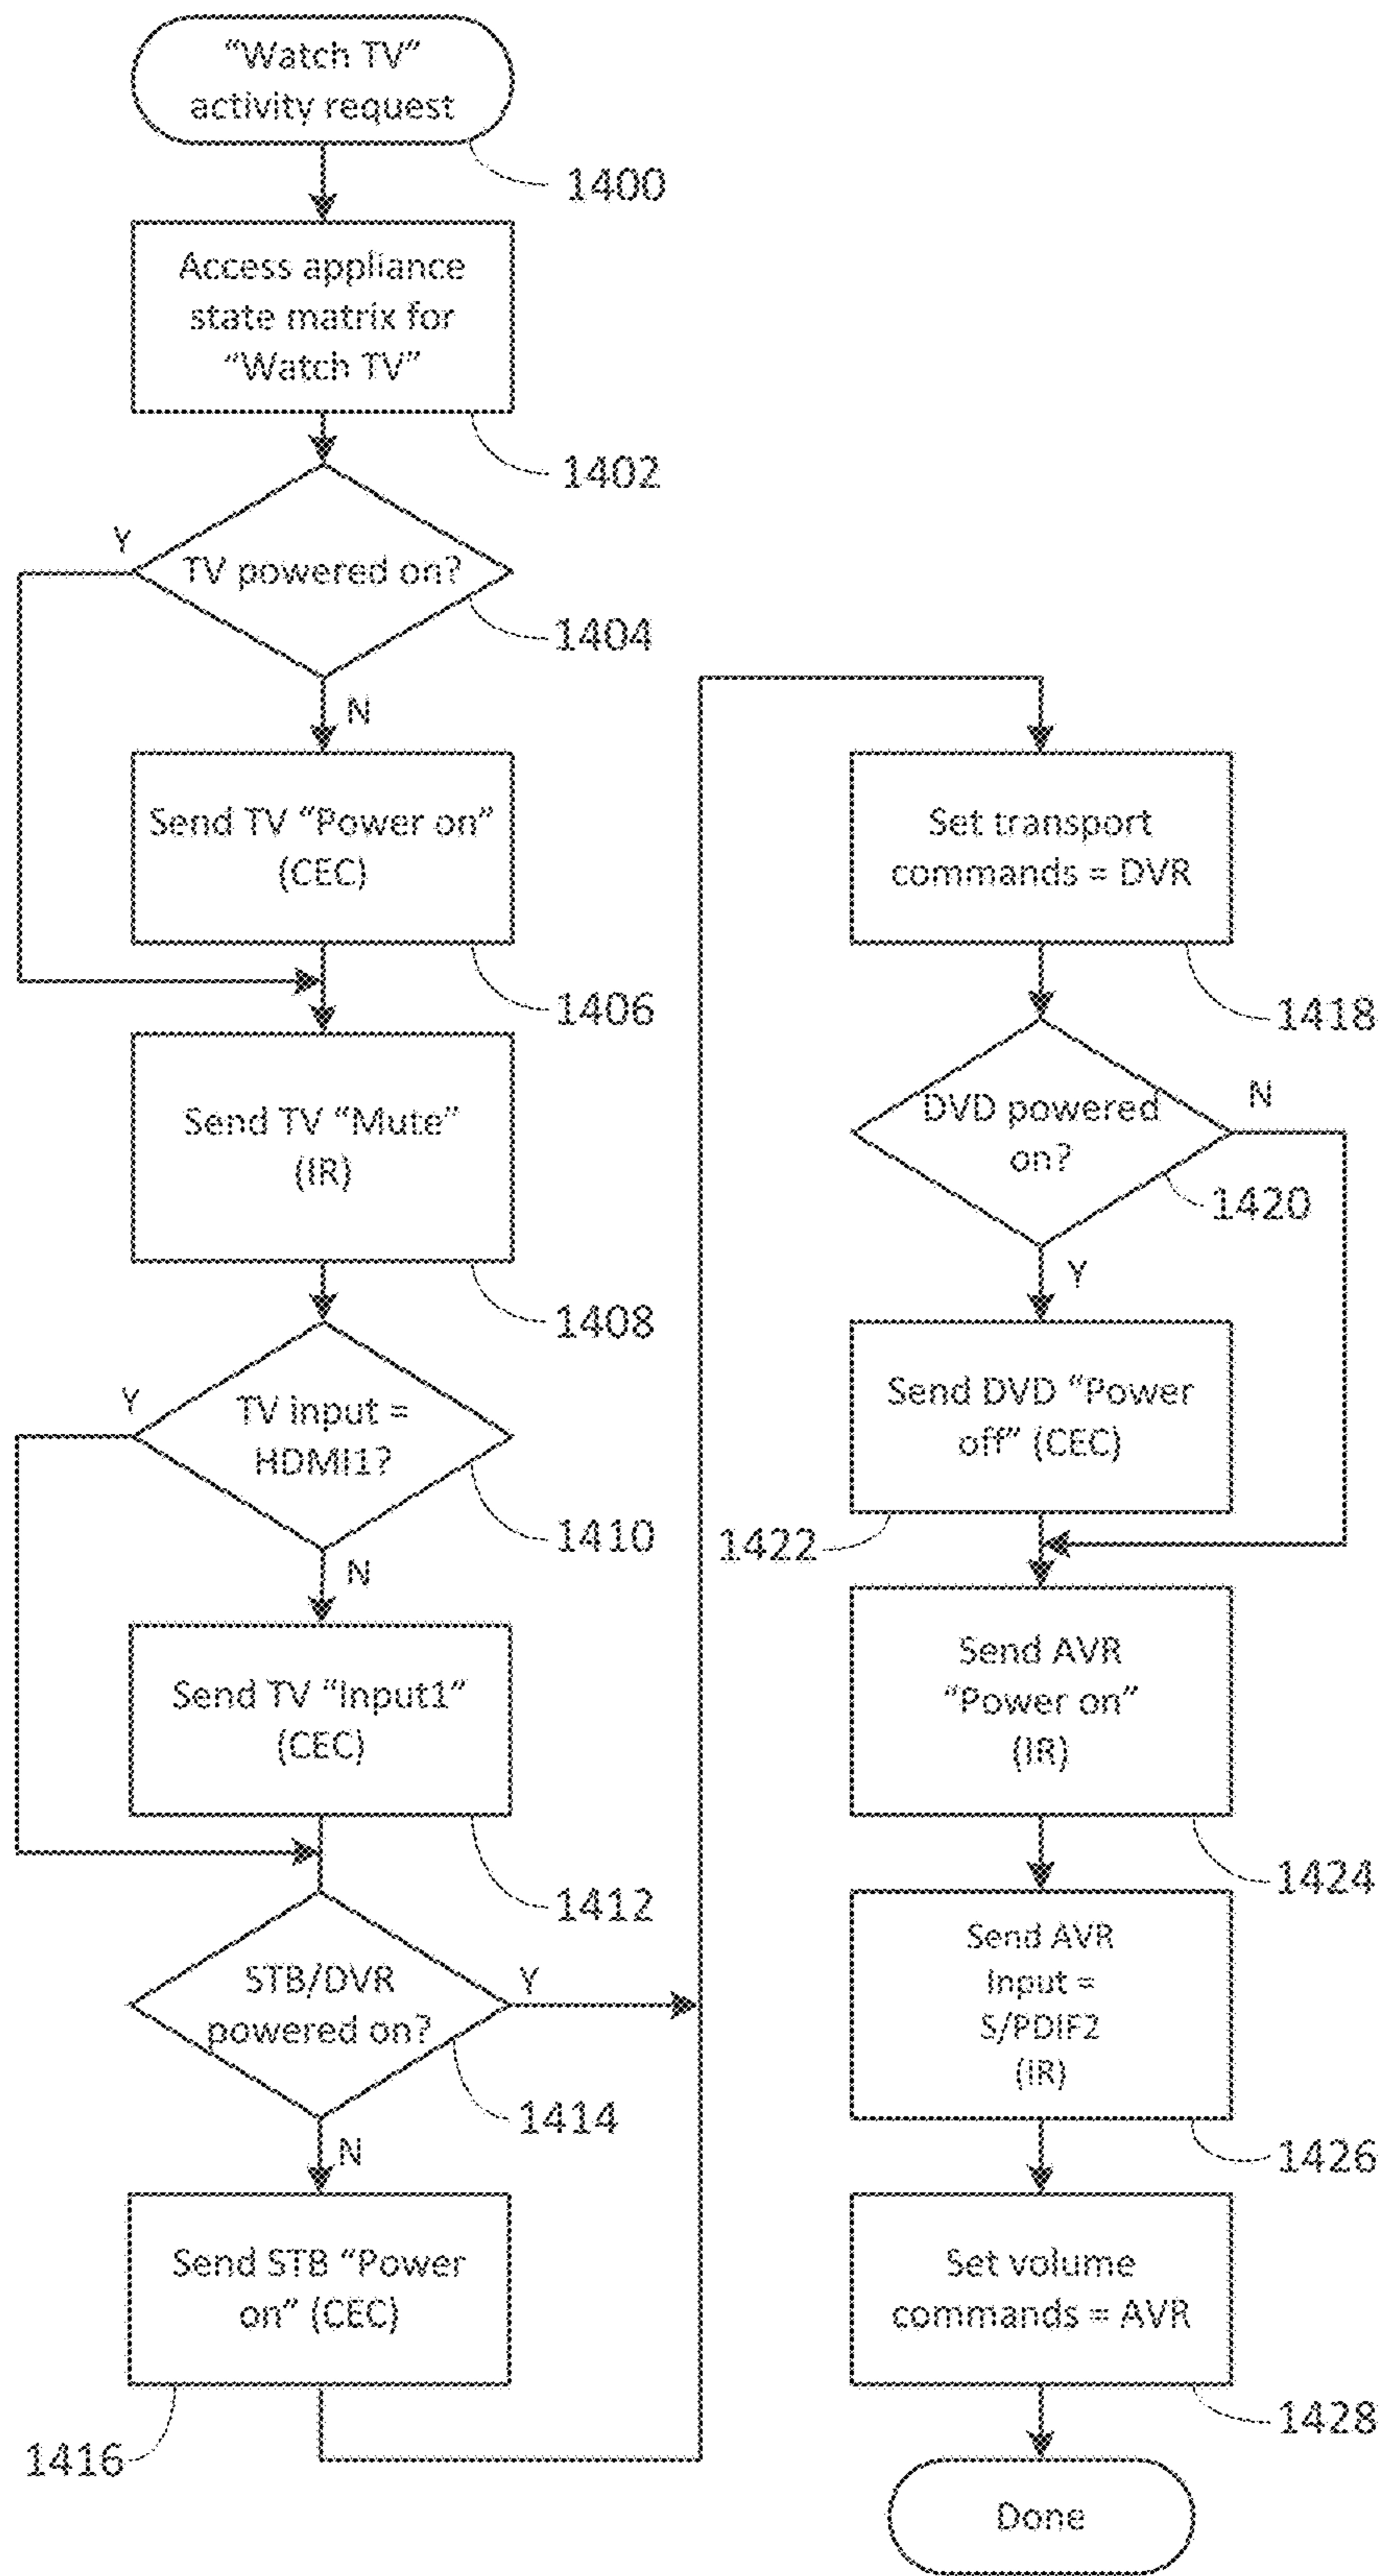 “Watch TV”
activity request
1400
Access appliance
state matrix for
“Watch TV”
1402
Y
TV powered on?
1404
N
Send TV “Power on”
(CEC)
1406
Send TV “Mute”
(IR)
1408
Y
TV input =
HDMI1?
1410
N
Send TV “Input1”
(CEC)
1412
STB/DVR
powered on?
Y
1414
N
Send STB “Power
on” (CEC)
1416
Set transport
commands = DVR
1418
DVD powered
on?
N
1420
Y
Send DVD “Power
off” (CEC)
1422
Send AVR
“Power on”
(IR)
1424
Send AVR
Input =
S/PDIF2
(IR)
1426
Set volume
commands = AVR
1428
Done